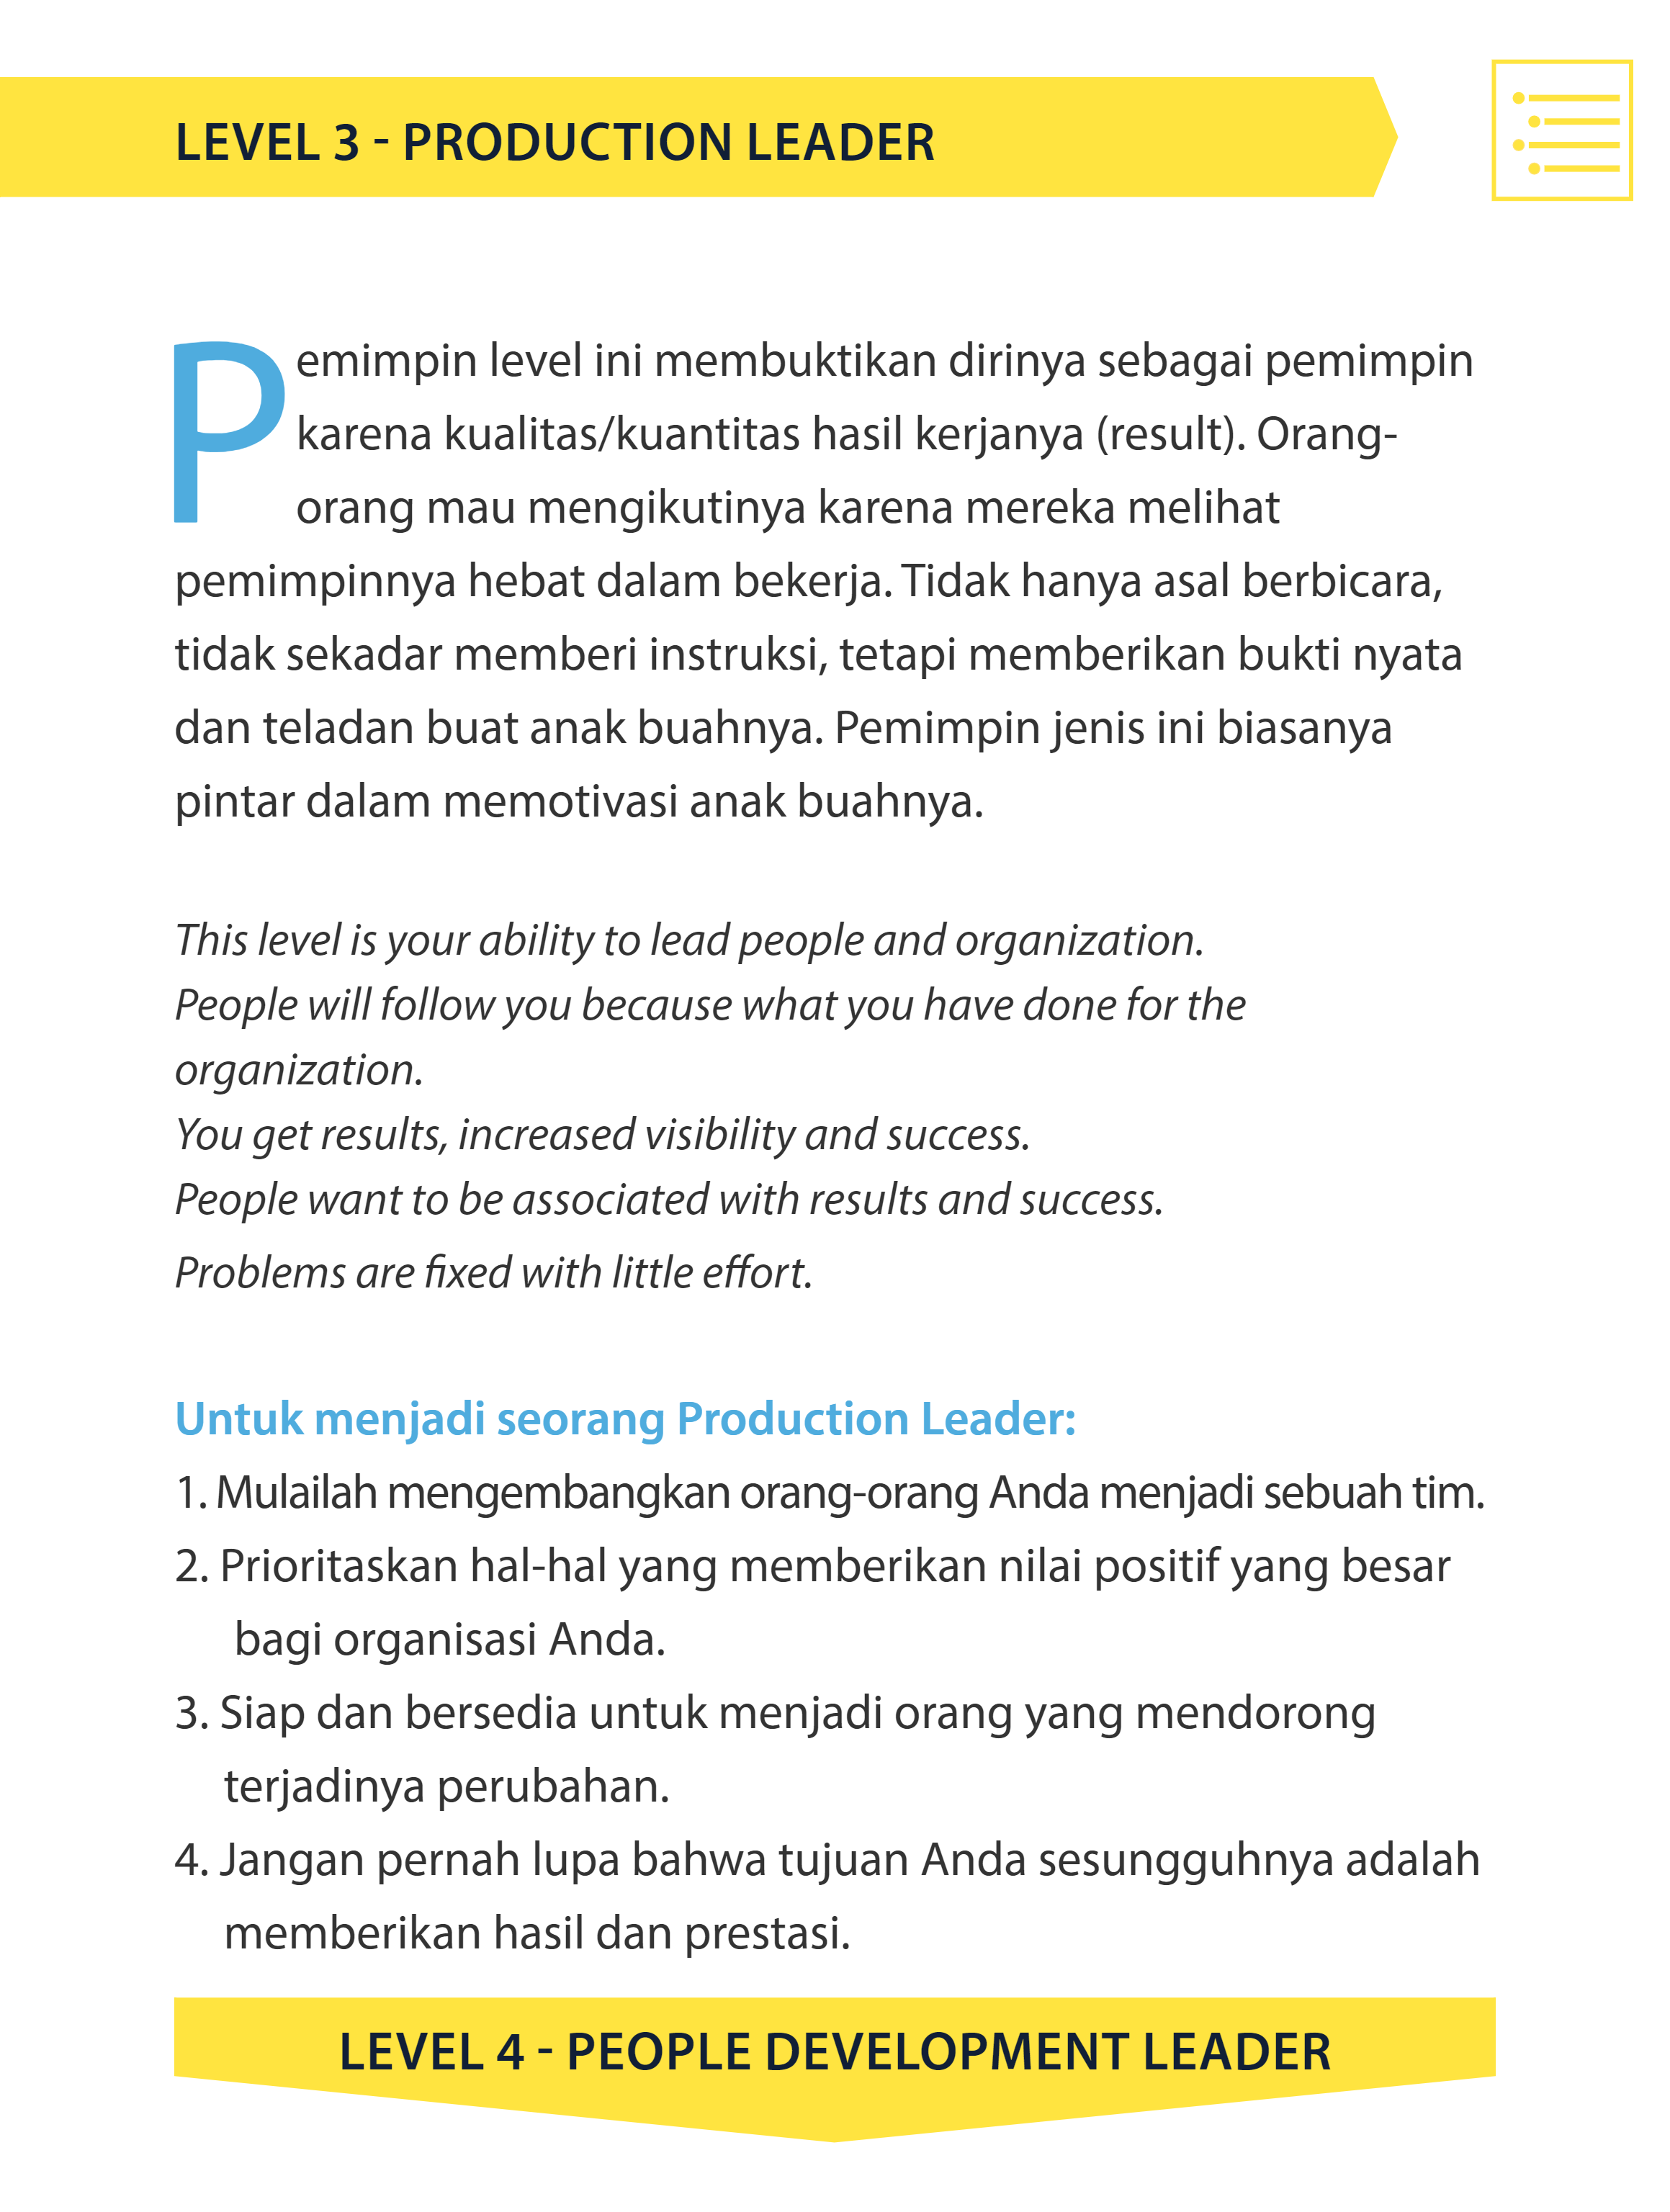 LEVEL 3 - PRODUCTION LEADER
Pemimpin level ini membuktikan dirinya sebagai pemimpin
karena kualitas/kuantitas hasil kerjanya (result). Orang-
orang mau mengikutinya karena mereka melihat
pemimpinnya hebat dalam bekerja. Tidak hanya asal berbicara,
tidak sekadar memberi instruksi, tetapi memberikan bukti nyata
dan teladan buat anak buahnya. Pemimpin jenis ini biasanya
pintar dalam memotivasi anak buahnya.
This level is your ability to lead people and organization.
People will follow you because what you have done for the
organization.
You get results, increased visibility and success.
People want to be associated with results and success.
Problems are fixed with little effort.
Untuk menjadi seorang Production Leader:
1. Mulailah mengembangkan orang-orang Anda menjadi sebuah tim.
2. Prioritaskan hal-hal yang memberikan nilai positif yang besar
bagi organisasi Anda.
3. Siap dan bersedia untuk menjadi orang yang mendorong
terjadinya perubahan.
4. Jangan pernah lupa bahwa tujuan Anda sesungguhnya adalah
memberikan hasil dan prestasi.
LEVEL 4 - PEOPLE DEVELOPMENT LEADER